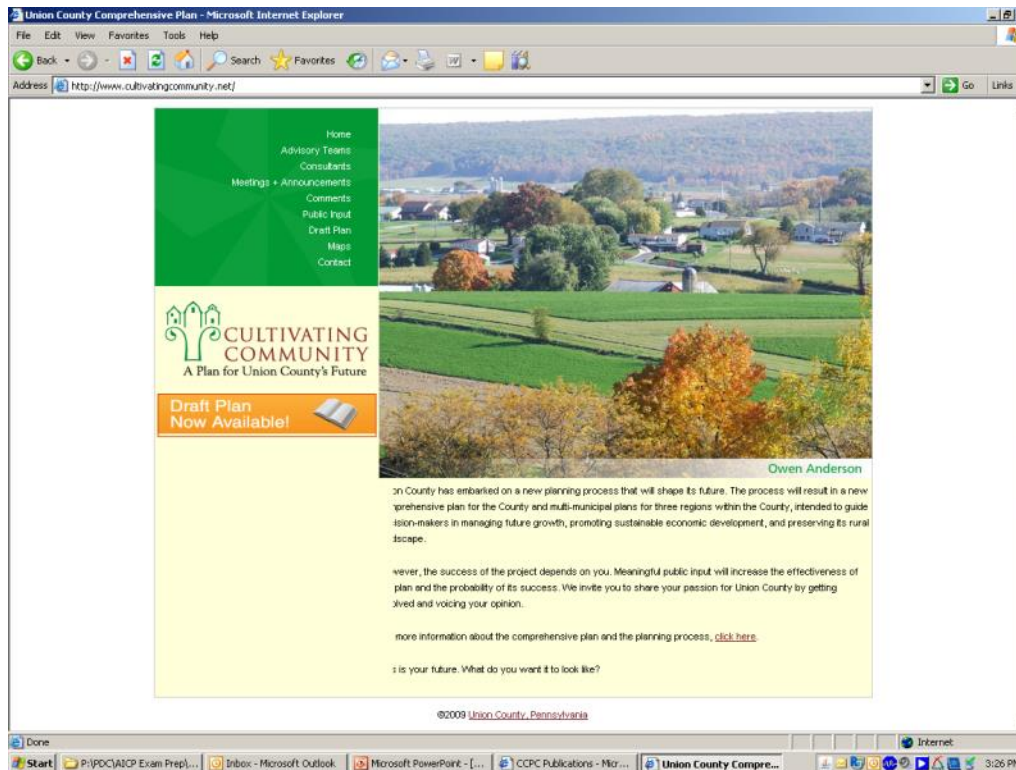 Union County Comprehensive Plan - Microsoft Internet Explorer
File Edit View Favorites Tools Help
Back Search Favorites
Address http://www.cultivatingcommunity.net/ Go Links
Home
Advisory Teams
Consultants
Meetings + Announcements
Comments
Public Input
Draft Plan
Maps
Contact
CULTIVATING
COMMUNITY
A Plan for Union County's Future
Draft Plan
Now Available!
Owen Anderson
on County has embarked on a new planning process that will shape its future. The process will result in a new
prehensive plan for the County and multi-municipal plans for three regions within the County, intended to guide
ision-makers in managing future growth, promoting sustainable economic development, and preserving its rural
dscape.
wever, the success of the project depends on you. Meaningful public input will increase the effectiveness of
plan and the probability of its success. We invite you to share your passion for Union County by getting
olved and voicing your opinion.
more information about the comprehensive plan and the planning process, click here.
s is your future. What do you want it to look like?
©2009 Union County, Pennsylvania
Done Internet
Start P:\PDC\AICP Exam Prep\... Inbox - Microsoft Outlook Microsoft PowerPoint - [... CCPC Publications - Micr... Union County Compre... 3:26 PM